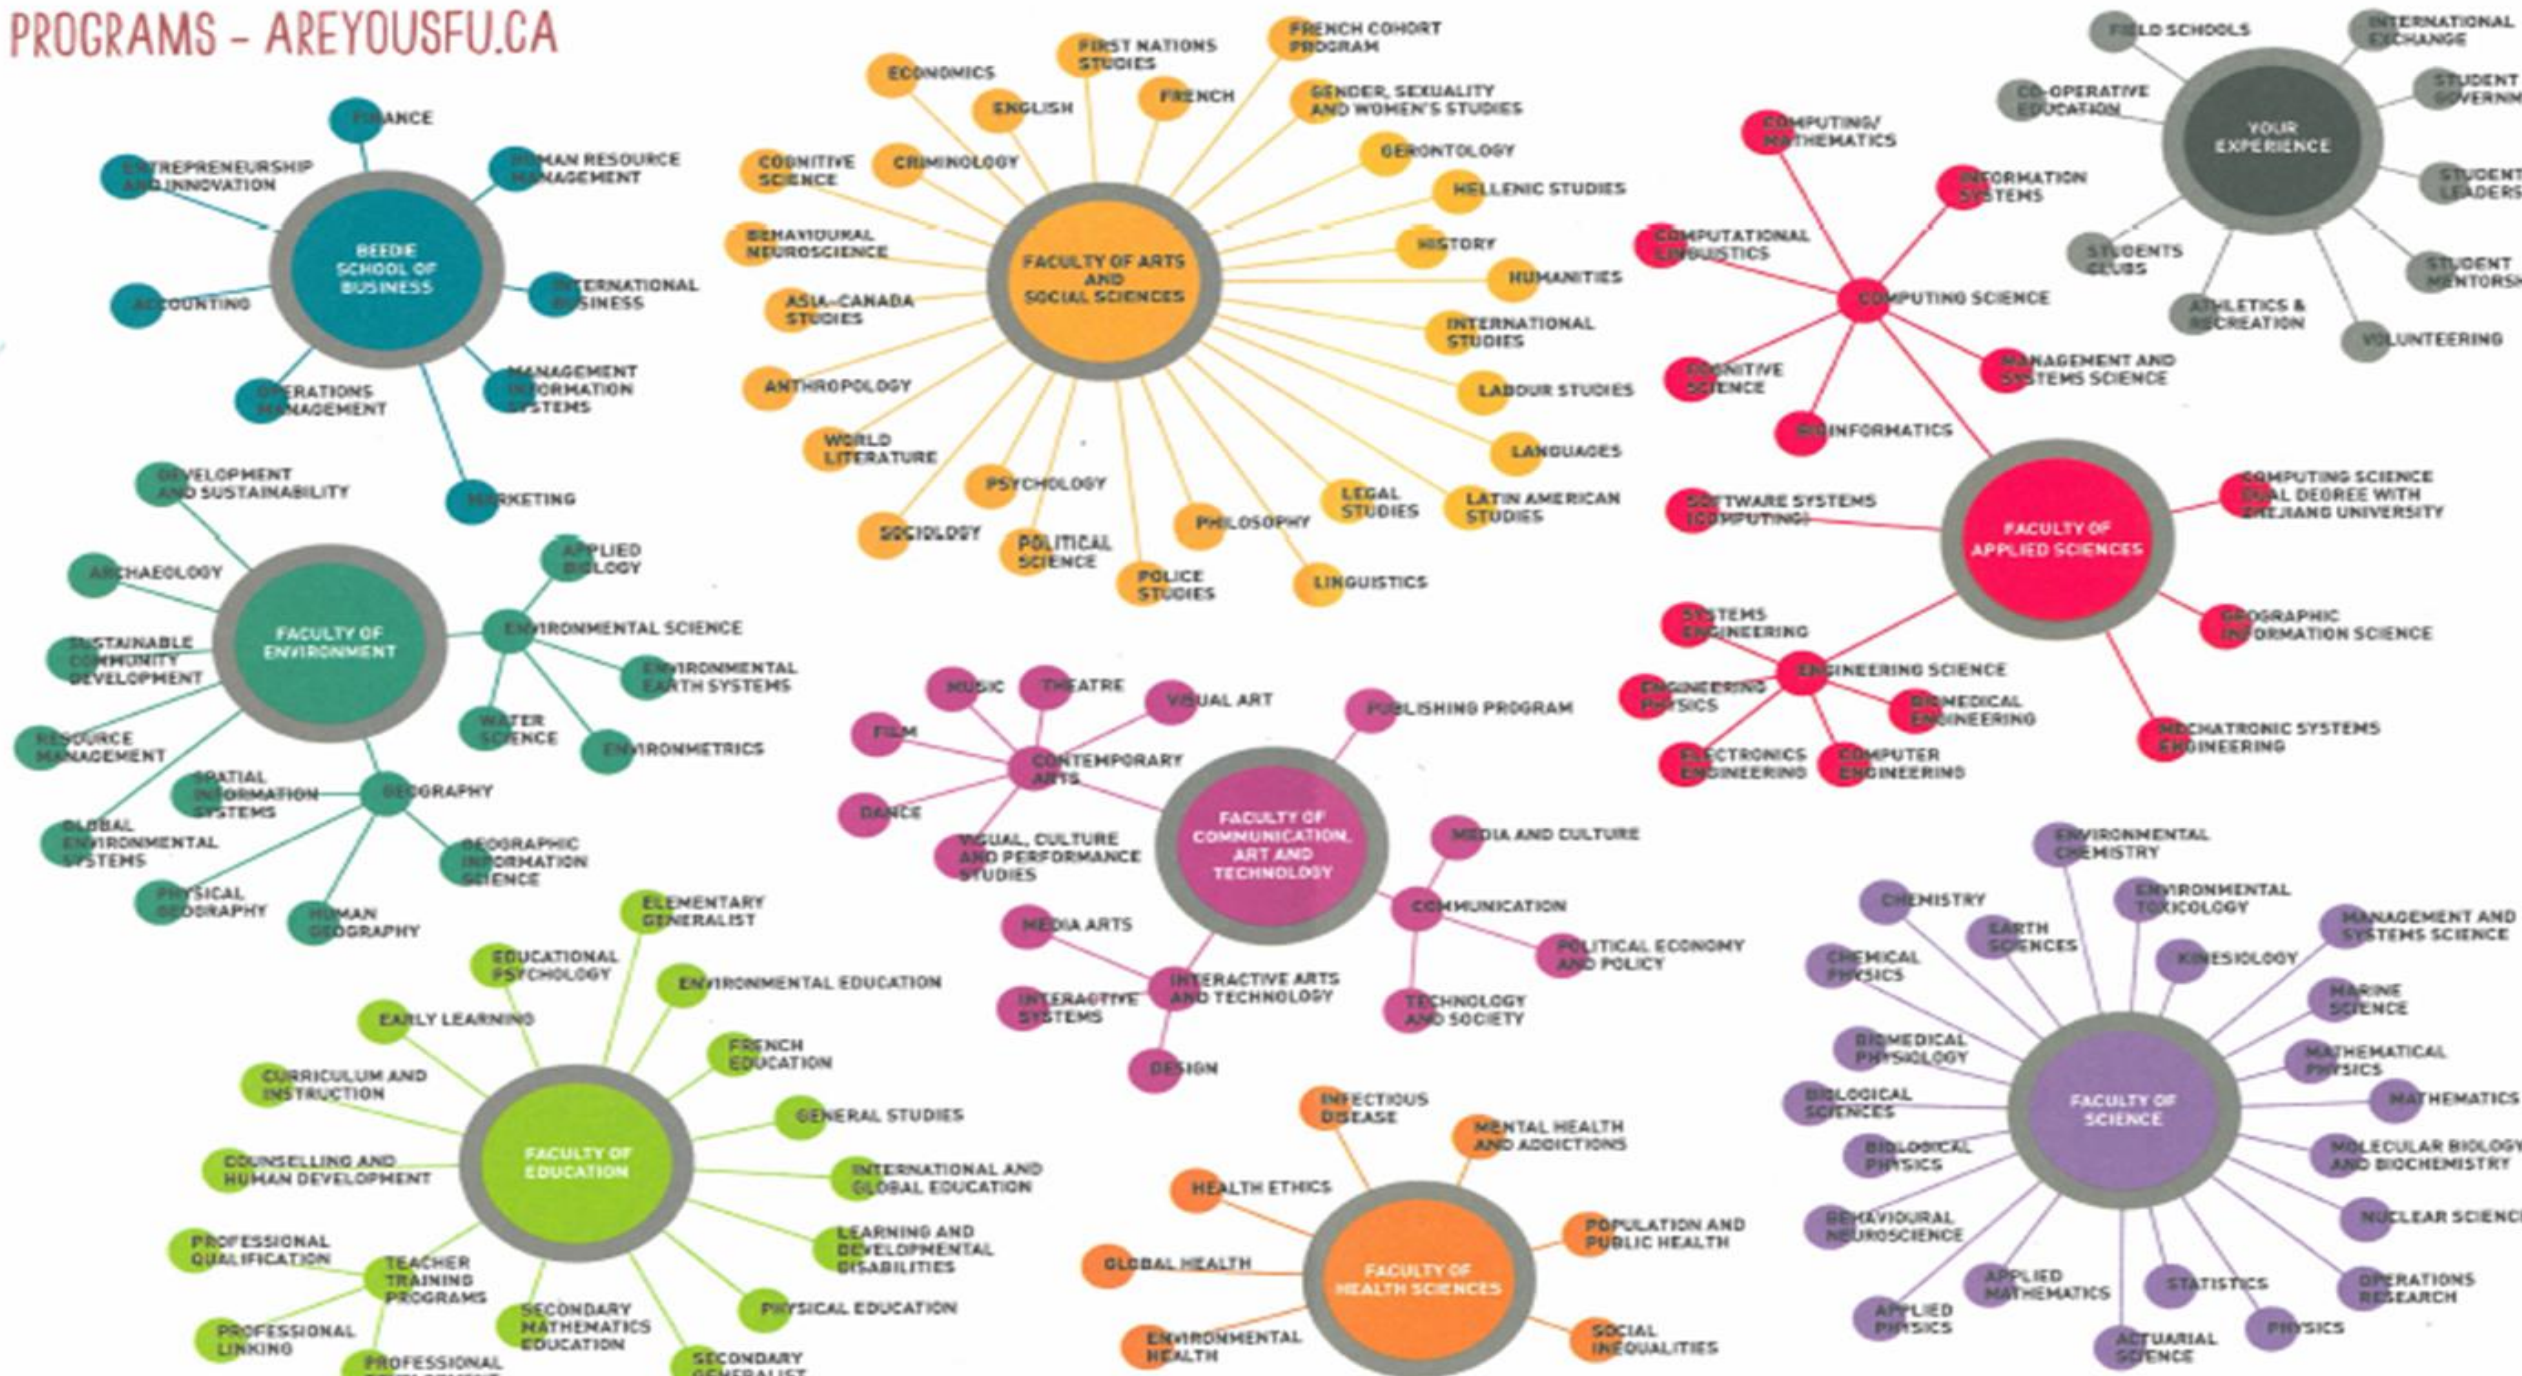 PROGRAMS - AREYOUSFU.CA
BEEDIE
SCHOOL OF
BUSINESS
FINANCE
ENTREPRENEURSHIP
AND INNOVATION
HUMAN RESOURCE
MANAGEMENT
ACCOUNTING
INTERNATIONAL
BUSINESS
OPERATIONS
MANAGEMENT
MANAGEMENT
INFORMATION
SYSTEMS
MARKETING
FACULTY OF ARTS
AND
SOCIAL SCIENCES
ECONOMICS
FIRST NATIONS
STUDIES
FRENCH COHORT
PROGRAM
ENGLISH
FRENCH
GENDER, SEXUALITY
AND WOMEN'S STUDIES
COGNITIVE
SCIENCE
CRIMINOLOGY
GERONTOLOGY
HELLENIC STUDIES
BEHAVIOURAL
NEUROSCIENCE
HISTORY
HUMANITIES
ASIA-CANADA
STUDIES
INTERNATIONAL
STUDIES
ANTHROPOLOGY
LABOUR STUDIES
WORLD
LITERATURE
LANGUAGES
PSYCHOLOGY
LEGAL
STUDIES
LATIN AMERICAN
STUDIES
SOCIOLOGY
POLITICAL
SCIENCE
PHILOSOPHY
POLICE
STUDIES
LINGUISTICS
YOUR
EXPERIENCE
FIELD SCHOOLS
INTERNATIONAL
EXCHANGE
CO-OPERATIVE
EDUCATION
STUDENT
GOVERNM
STUDENT
LEADERS
STUDENTS
CLUBS
STUDENT
MENTORSH
ATHLETICS &
RECREATION
VOLUNTEERING
COMPUTING/
MATHEMATICS
INFORMATION
SYSTEMS
COMPUTATIONAL
LINGUISTICS
COMPUTING SCIENCE
COGNITIVE
SCIENCE
MANAGEMENT AND
SYSTEMS SCIENCE
BIOINFORMATICS
FACULTY OF
APPLIED SCIENCES
SOFTWARE SYSTEMS
(COMPUTING)
COMPUTING SCIENCE
DUAL DEGREE WITH
ZHEJIANG UNIVERSITY
SYSTEMS
ENGINEERING
GEOGRAPHIC
INFORMATION SCIENCE
ENGINEERING SCIENCE
ENGINEERING
PHYSICS
BIOMEDICAL
ENGINEERING
ELECTRONICS
ENGINEERING
COMPUTER
ENGINEERING
MECHATRONIC SYSTEMS
ENGINEERING
FACULTY OF
ENVIRONMENT
DEVELOPMENT
AND SUSTAINABILITY
ARCHAEOLOGY
APPLIED
BIOLOGY
SUSTAINABLE
COMMUNITY
DEVELOPMENT
ENVIRONMENTAL SCIENCE
ENVIRONMENTAL
EARTH SYSTEMS
WATER
SCIENCE
ENVIRONMETRICS
RESOURCE
MANAGEMENT
SPATIAL
INFORMATION
SYSTEMS
GEOGRAPHY
GLOBAL
ENVIRONMENTAL
SYSTEMS
GEOGRAPHIC
INFORMATION
SCIENCE
PHYSICAL
GEOGRAPHY
HUMAN
GEOGRAPHY
FACULTY OF
COMMUNICATION,
ART AND
TECHNOLOGY
MUSIC
THEATRE
VISUAL ART
PUBLISHING PROGRAM
FILM
CONTEMPORARY
ARTS
DANCE
VISUAL, CULTURE
AND PERFORMANCE
STUDIES
MEDIA AND CULTURE
COMMUNICATION
MEDIA ARTS
POLITICAL ECONOMY
AND POLICY
INTERACTIVE ARTS
AND TECHNOLOGY
INTERACTIVE
SYSTEMS
TECHNOLOGY
AND SOCIETY
DESIGN
FACULTY OF
EDUCATION
ELEMENTARY
GENERALIST
EDUCATIONAL
PSYCHOLOGY
ENVIRONMENTAL EDUCATION
EARLY LEARNING
FRENCH
EDUCATION
CURRICULUM AND
INSTRUCTION
GENERAL STUDIES
COUNSELLING AND
HUMAN DEVELOPMENT
INTERNATIONAL AND
GLOBAL EDUCATION
PROFESSIONAL
QUALIFICATION
TEACHER
TRAINING
PROGRAMS
LEARNING AND
DEVELOPMENTAL
DISABILITIES
PROFESSIONAL
LINKING
SECONDARY
MATHEMATICS
EDUCATION
PHYSICAL EDUCATION
PROFESSIONAL
DEVELOPMENT
SECONDARY
GENERALIST
FACULTY OF
HEALTH SCIENCES
INFECTIOUS
DISEASE
MENTAL HEALTH
AND ADDICTIONS
HEALTH ETHICS
POPULATION AND
PUBLIC HEALTH
GLOBAL HEALTH
ENVIRONMENTAL
HEALTH
SOCIAL
INEQUALITIES
FACULTY OF
SCIENCE
ENVIRONMENTAL
CHEMISTRY
CHEMISTRY
ENVIRONMENTAL
TOXICOLOGY
EARTH
SCIENCES
MANAGEMENT AND
SYSTEMS SCIENCE
CHEMICAL
PHYSICS
KINESIOLOGY
MARINE
SCIENCE
BIOMEDICAL
PHYSIOLOGY
MATHEMATICAL
PHYSICS
BIOLOGICAL
SCIENCES
MATHEMATICS
BIOLOGICAL
PHYSICS
MOLECULAR BIOLOGY
AND BIOCHEMISTRY
BEHAVIOURAL
NEUROSCIENCE
NUCLEAR SCIENC
APPLIED
MATHEMATICS
STATISTICS
OPERATIONS
RESEARCH
APPLIED
PHYSICS
ACTUARIAL
SCIENCE
PHYSICS